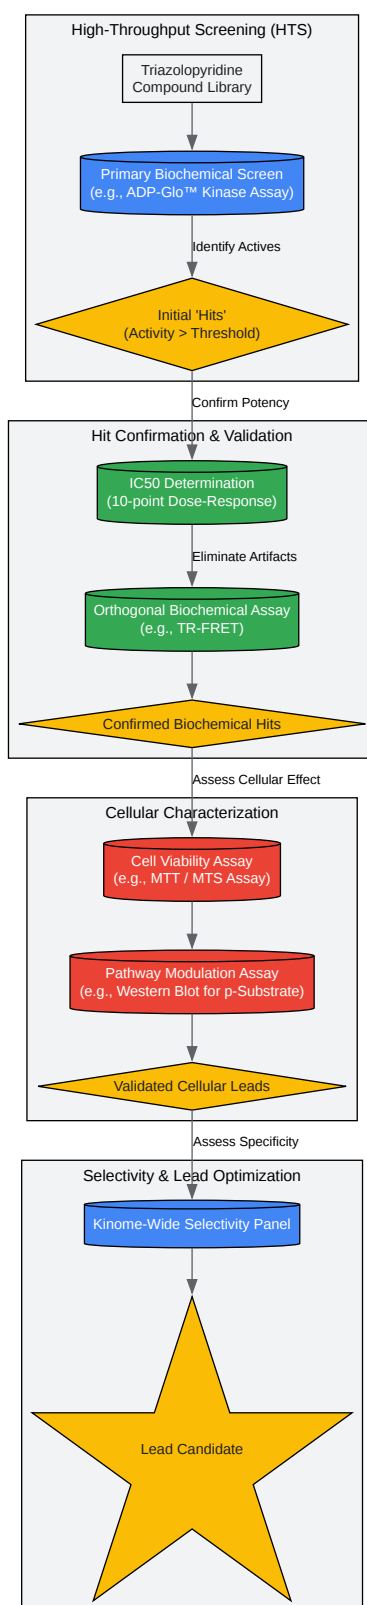 High-Throughput Screening (HTS)
Triazolopyridine
Compound Library
Primary Biochemical Screen
(e.g., ADP-Glo™ Kinase Assay)
Identify Actives
Initial 'Hits'
(Activity > Threshold)
Confirm Potency
Hit Confirmation & Validation
IC50 Determination
(10-point Dose-Response)
Eliminate Artifacts
Orthogonal Biochemical Assay
(e.g., TR-FRET)
Confirmed Biochemical Hits
Assess Cellular Effect
Cellular Characterization
Cell Viability Assay
(e.g., MTT / MTS Assay)
Pathway Modulation Assay
(e.g., Western Blot for p-Substrate)
Validated Cellular Leads
Assess Specificity
Selectivity & Lead Optimization
Kinome-Wide Selectivity Panel
Lead Candidate